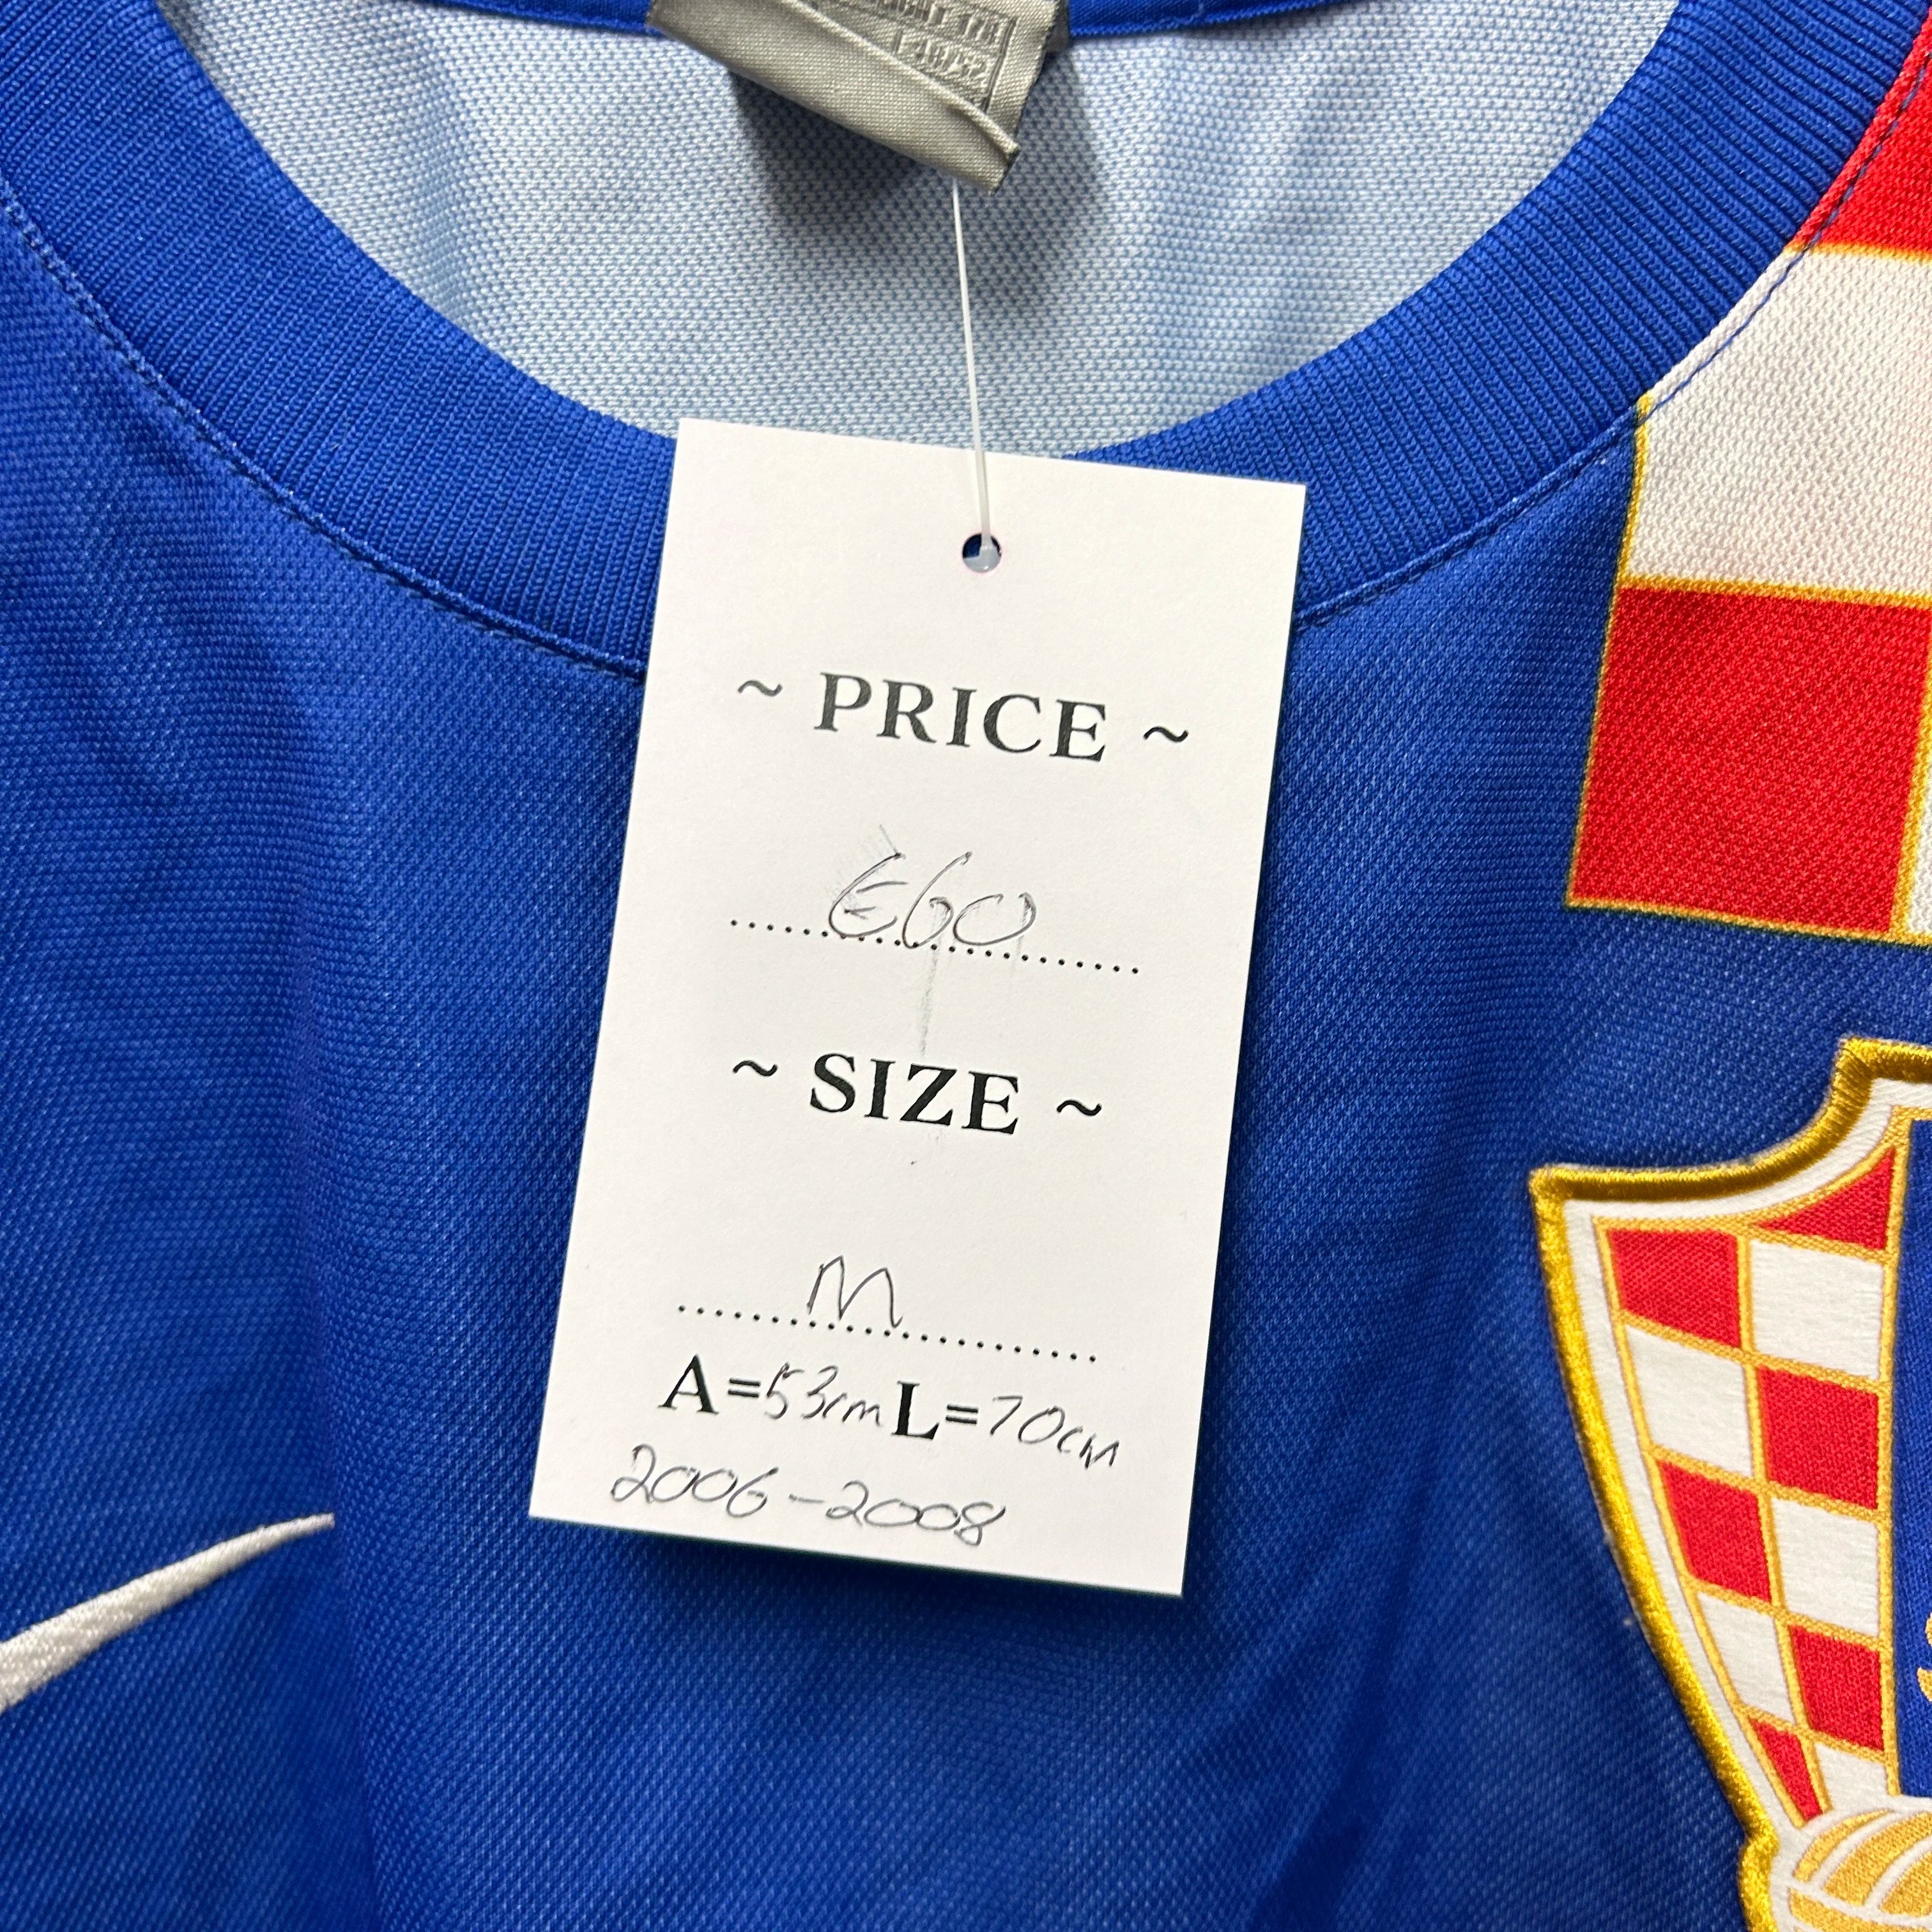 ~ PRICE ~
€60
~ SIZE ~
M
A=53cm L=70cm
2006-2008